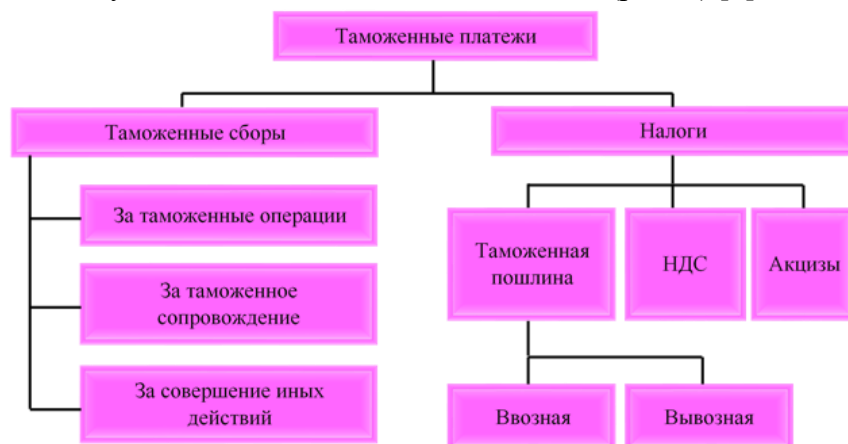 Таможенные платежи
Таможенные сборы
Налоги
За таможенные операции
За таможенное
сопровождение
За совершение иных
действий
Таможенная
пошлина
НДС
Акцизы
Ввозная
Вывозная